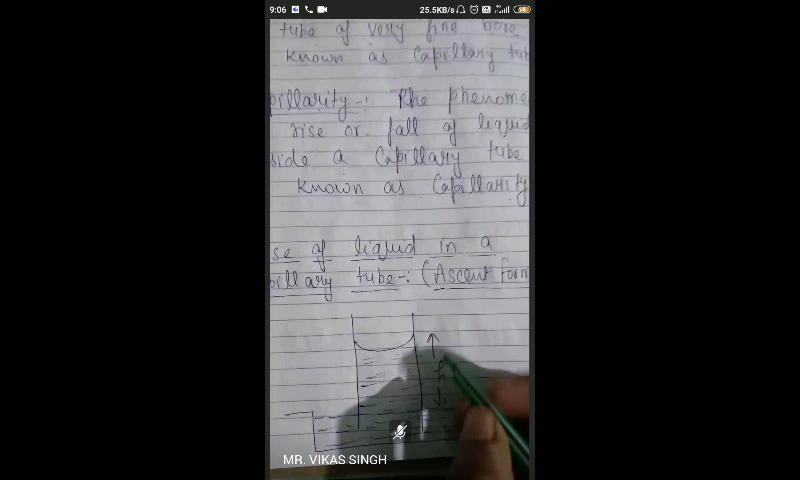 9:06
25.5KB/s
tube of very fine bore
known as Capillary tub
pillarity-: The phenome
rise or fall of liquid
side a Capillary tube
known as Capillarity
se of liquid in a
pillary tube-: (Ascent Form
h
MR. VIKAS SINGH